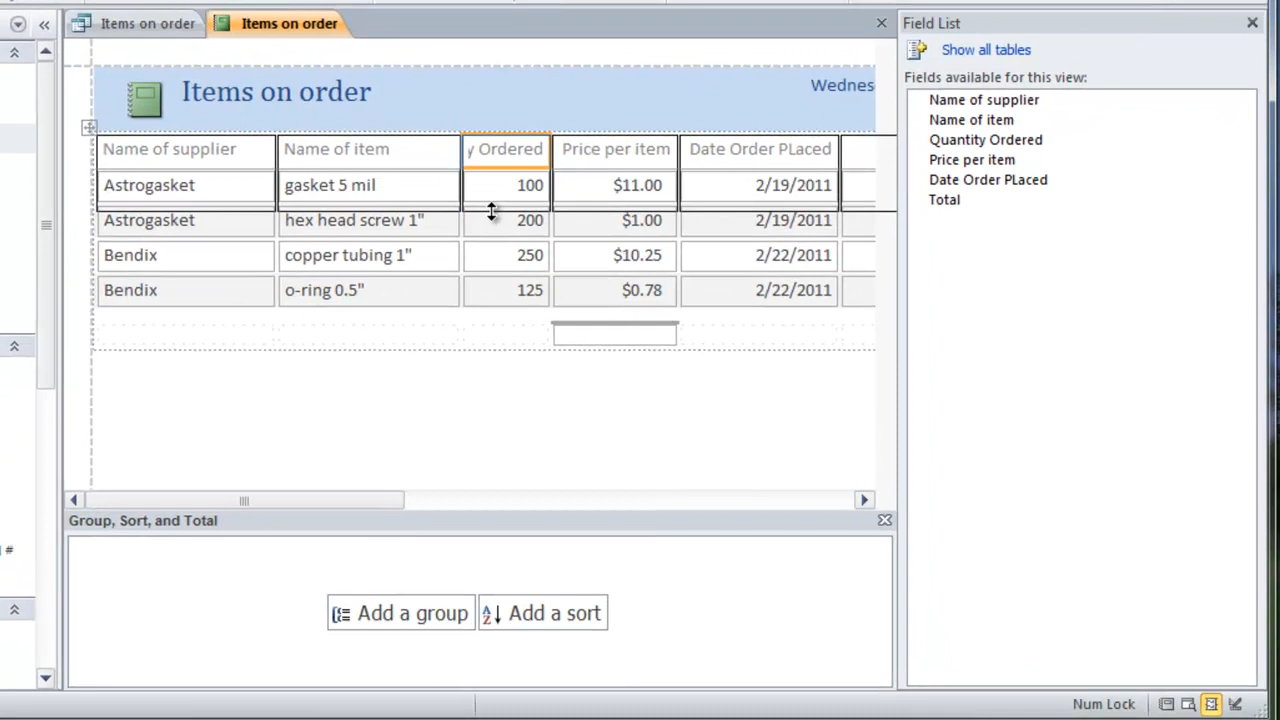 Items on order Items on order
Field List
Show all tables
Fields available for this view:
Name of supplier
Name of item
Quantity Ordered
Price per item
Date Order PLaced
Total
Items on order
Wednes
Name of supplier Name of item y Ordered Price per item Date Order PLaced
Astrogasket gasket 5 mil 100 $11.00 2/19/2011
Astrogasket hex head screw 1" 200 $1.00 2/19/2011
Bendix copper tubing 1" 250 $10.25 2/22/2011
Bendix o-ring 0.5" 125 $0.78 2/22/2011
Group, Sort, and Total
#
Add a group Add a sort
Num Lock